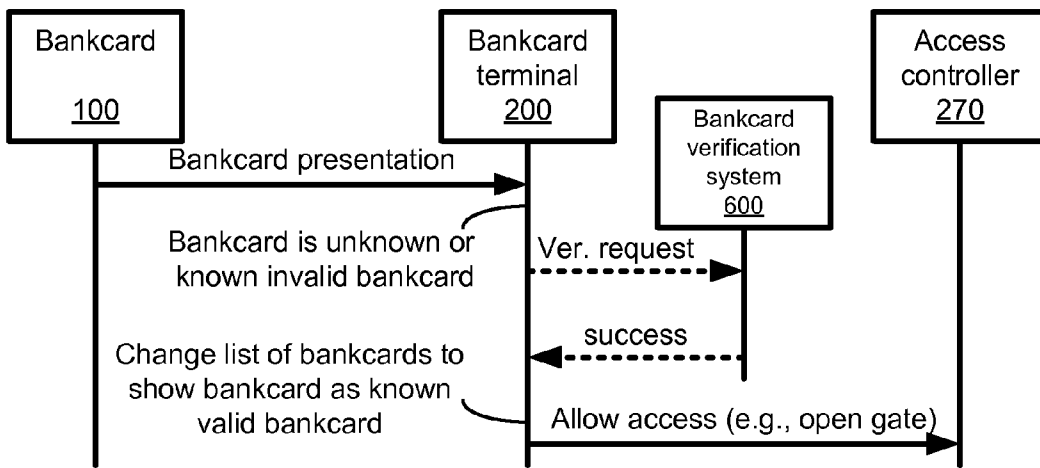 Bankcard
100
Bankcard
terminal
200
Access
controller
270
Bankcard
verification
system
600
Bankcard presentation
Bankcard is unknown or
known invalid bankcard
Ver. request
success
Change list of bankcards to
show bankcard as known
valid bankcard
Allow access (e.g., open gate)